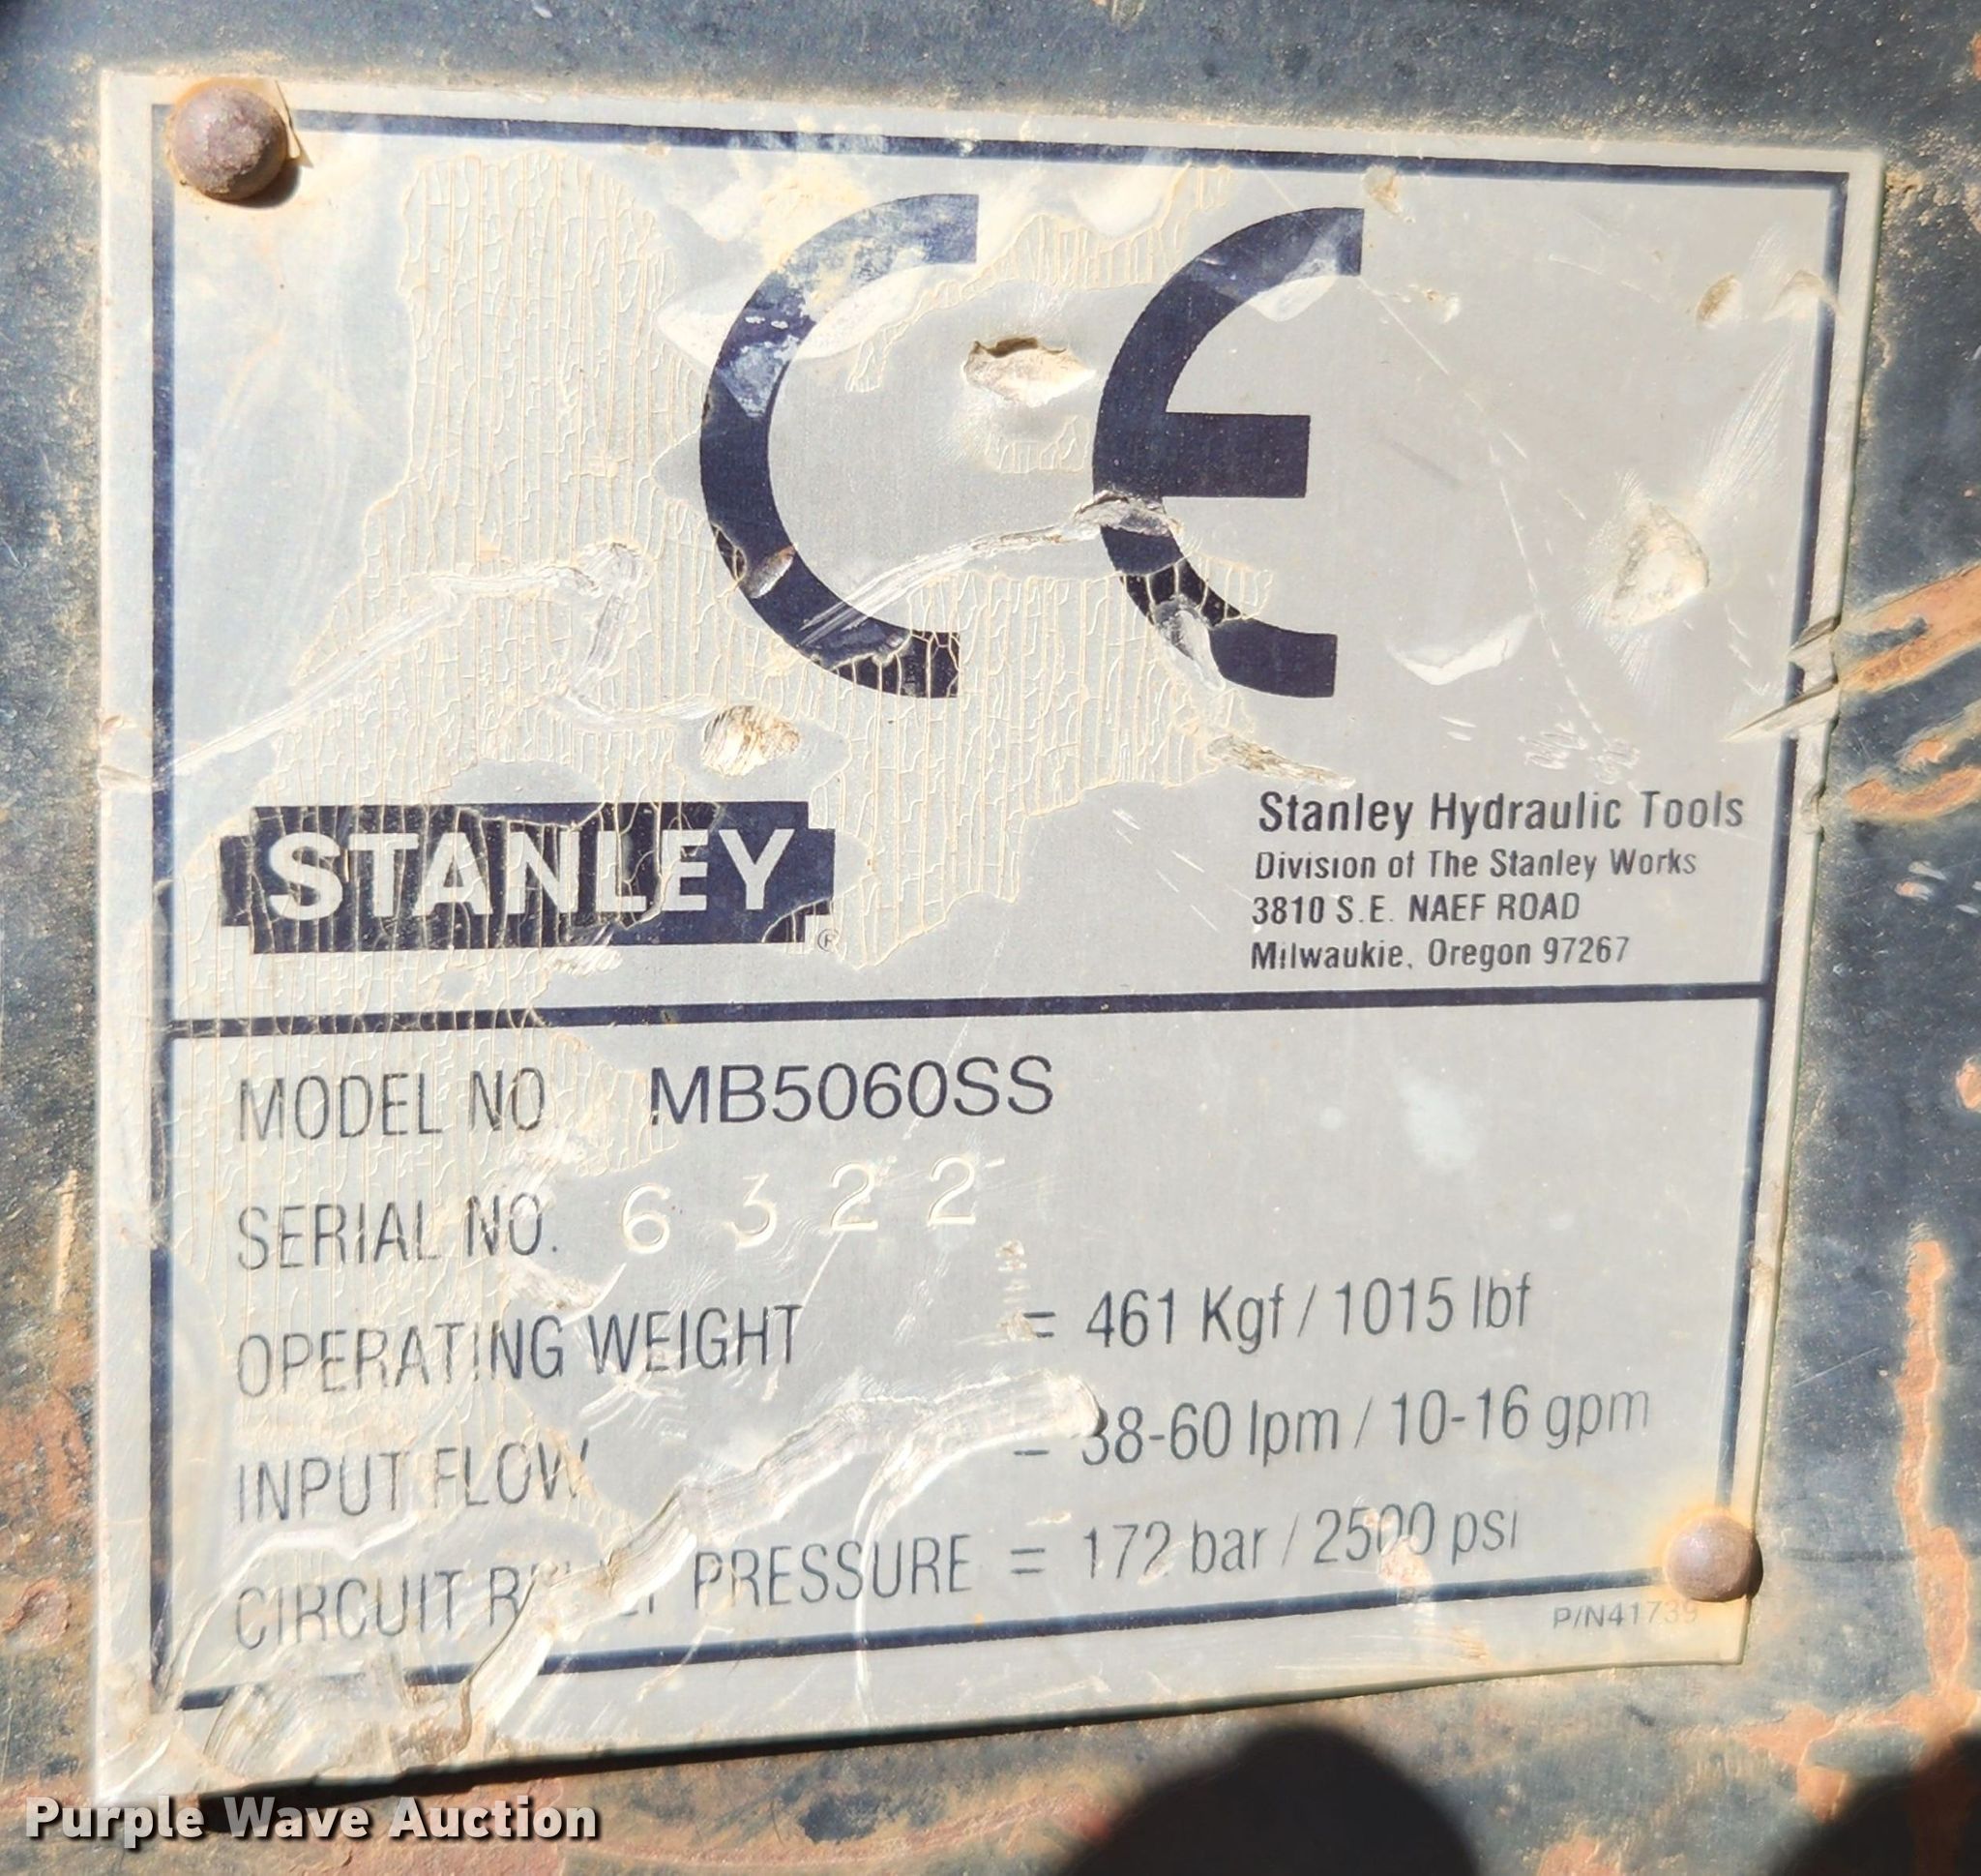 CE
STANLEY®
Stanley Hydraulic Tools
Division of The Stanley Works
3810 S.E. NAEF ROAD
Milwaukie, Oregon 97267
MODEL NO. MB5060SS
SERIAL NO. 6322
OPERATING WEIGHT = 461 Kgf / 1015 lbf
INPUT FLOW = 38-60 lpm / 10-16 gpm
CIRCUIT PRESSURE = 172 bar / 2500 psi
P/N41739
Purple Wave Auction